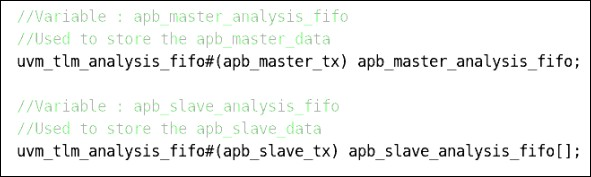 //Variable : apb_master_analysis_fifo
//Used to store the apb_master_data
uvm_tlm_analysis_fifo#(apb_master_tx) apb_master_analysis_fifo;
//Variable : apb_slave_analysis_fifo
//Used to store the apb_slave_data
uvm_tlm_analysis_fifo#(apb_slave_tx) apb_slave_analysis_fifo[];